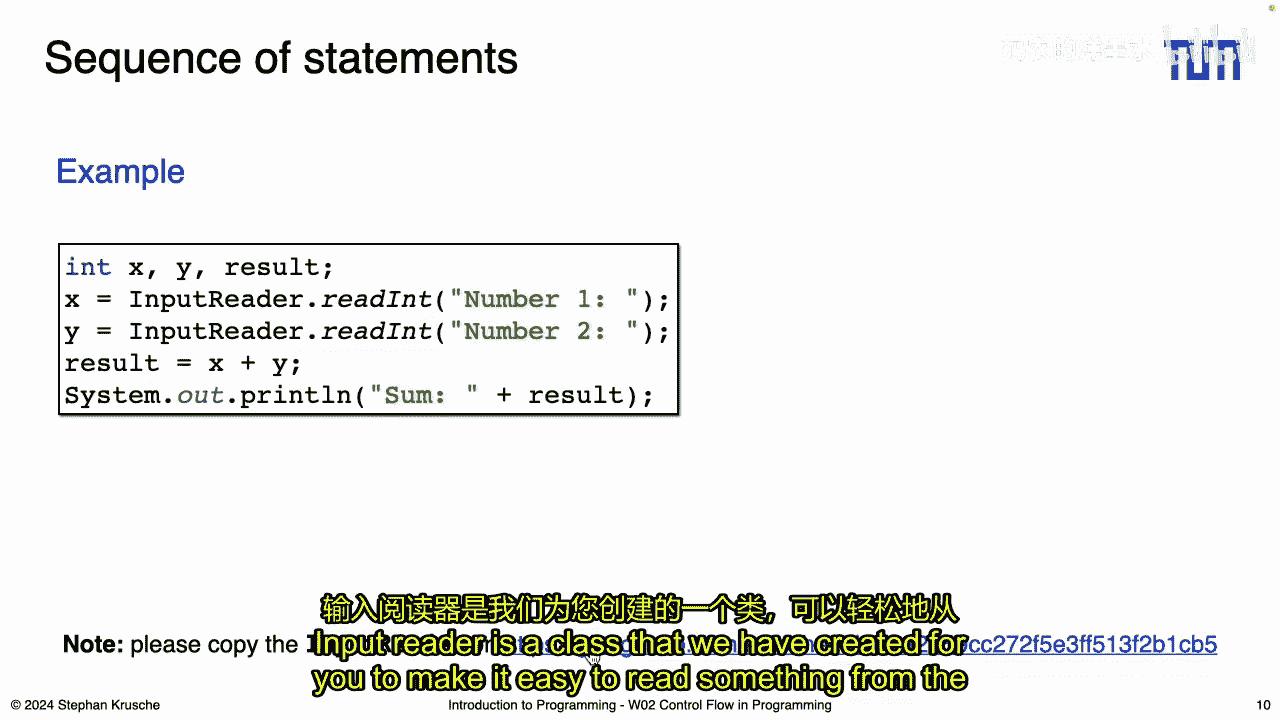 Sequence of statements
Example
int x, y, result;
x = InputReader.readInt("Number 1: ");
y = InputReader.readInt("Number 2: ");
result = x + y;
System.out.println("Sum: " + result);
输入阅读器是我们为您创建的一个类，可以轻松地从
Note: please copy the
cc272f5e3ff513f2b1cb5
Input reader is a class that we have created for
you to make it easy to read something from the
© 2024 Stephan Krusche
Introduction to Programming - W02 Control Flow in Programming
10